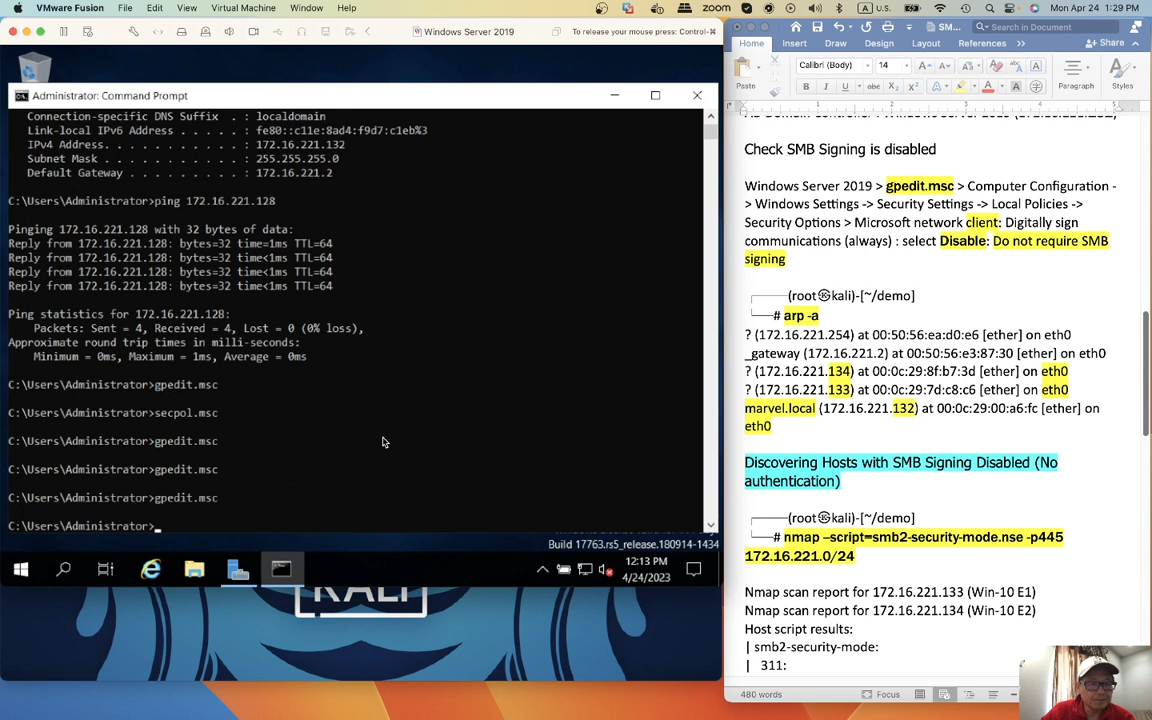 VMware Fusion File Edit View Virtual Machine Window Help zoom A U.S. Mon Apr 24 1:29 PM
Windows Server 2019 To release your mouse press: Control-⌘
Administrator: Command Prompt
Connection-specific DNS Suffix . : localdomain
Link-local IPv6 Address . . . . . : fe80::c11e:8ad4:f9d7:c1eb%3
IPv4 Address. . . . . . . . . . . : 172.16.221.132
Subnet Mask . . . . . . . . . . . : 255.255.255.0
Default Gateway . . . . . . . . . : 172.16.221.2
C:\Users\Administrator>ping 172.16.221.128
Pinging 172.16.221.128 with 32 bytes of data:
Reply from 172.16.221.128: bytes=32 time=1ms TTL=64
Reply from 172.16.221.128: bytes=32 time<1ms TTL=64
Reply from 172.16.221.128: bytes=32 time<1ms TTL=64
Reply from 172.16.221.128: bytes=32 time<1ms TTL=64
Ping statistics for 172.16.221.128:
Packets: Sent = 4, Received = 4, Lost = 0 (0% loss),
Approximate round trip times in milli-seconds:
Minimum = 0ms, Maximum = 1ms, Average = 0ms
C:\Users\Administrator>gpedit.msc
C:\Users\Administrator>secpol.msc
C:\Users\Administrator>gpedit.msc
C:\Users\Administrator>gpedit.msc
C:\Users\Administrator>gpedit.msc
C:\Users\Administrator>
Build 17763.rs5_release.180914-1434
12:13 PM
4/24/2023
KALI
SM... Search in Document
Home Insert Draw Design Layout References Share
Calibri (Body) 14
Paste Paragraph Styles
1 2 3 4 5
Check SMB Signing is disabled
Windows Server 2019 > gpedit.msc > Computer Configuration -
> Windows Settings -> Security Settings -> Local Policies ->
Security Options > Microsoft network client: Digitally sign
communications (always) : select Disable: Do not require SMB
signing
(root㉿kali)-[~/demo]
# arp -a
? (172.16.221.254) at 00:50:56:ea:d0:e6 [ether] on eth0
_gateway (172.16.221.2) at 00:50:56:e3:87:30 [ether] on eth0
? (172.16.221.134) at 00:0c:29:8f:b7:3d [ether] on eth0
? (172.16.221.133) at 00:0c:29:7d:c8:c6 [ether] on eth0
marvel.local (172.16.221.132) at 00:0c:29:00:a6:fc [ether] on
eth0
Discovering Hosts with SMB Signing Disabled (No
authentication)
(root㉿kali)-[~/demo]
# nmap –script=smb2-security-mode.nse -p445
172.16.221.0/24
Nmap scan report for 172.16.221.133 (Win-10 E1)
Nmap scan report for 172.16.221.134 (Win-10 E2)
Host script results:
| smb2-security-mode:
| 311:
480 words Focus